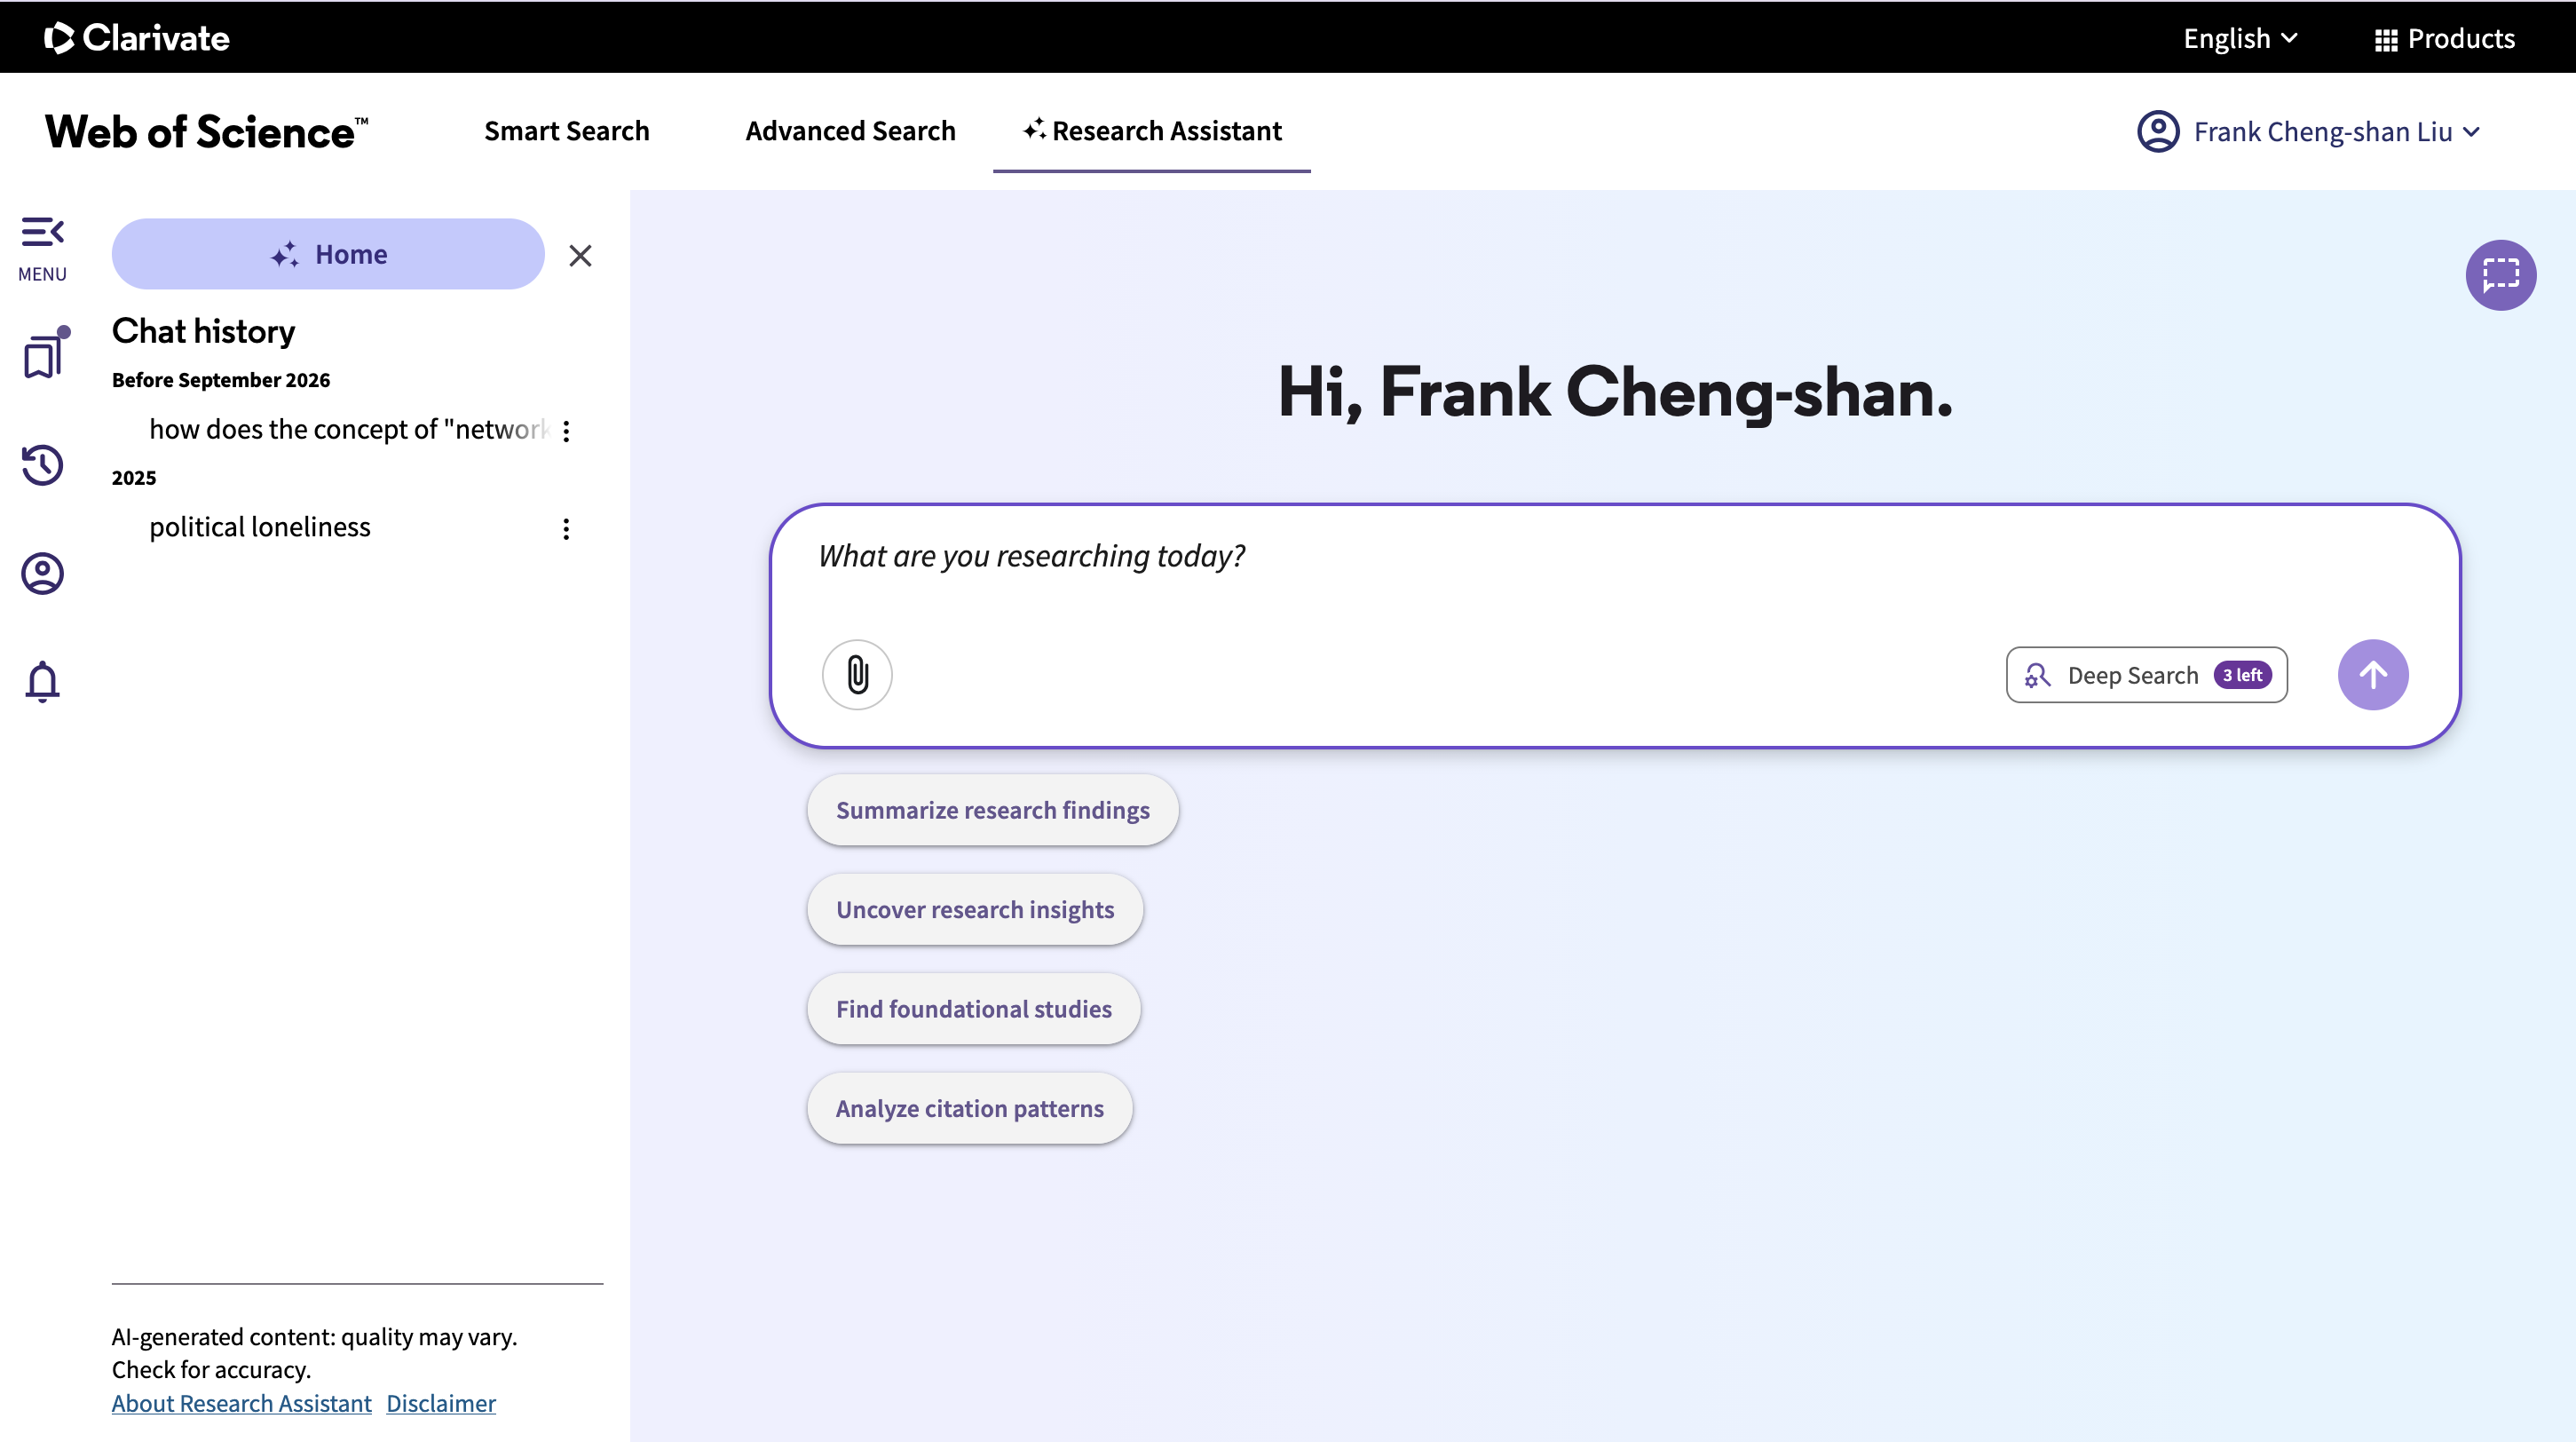 Clarivate
English
Products
Web of Science™
Smart Search
Advanced Search
Research Assistant
Frank Cheng-shan Liu
MENU
Home
Chat history
Before September 2026
how does the concept of "network
2025
political loneliness
Hi, Frank Cheng-shan.
What are you researching today?
Deep Search
3 left
Summarize research findings
Uncover research insights
Find foundational studies
Analyze citation patterns
AI-generated content: quality may vary.
Check for accuracy.
About Research Assistant Disclaimer